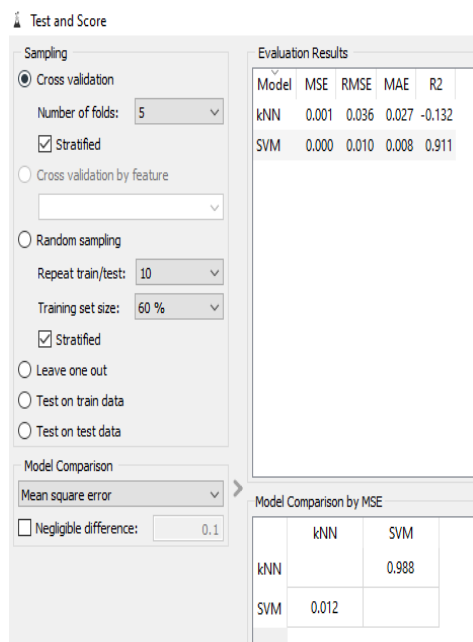 Test and Score
Sampling
Cross validation
Number of folds: 5
Stratified
Cross validation by feature
Random sampling
Repeat train/test: 10
Training set size: 60 %
Stratified
Leave one out
Test on train data
Test on test data
Model Comparison
Mean square error
Negligible difference: 0.1
Evaluation Results
Model MSE RMSE MAE R2
kNN 0.001 0.036 0.027 -0.132
SVM 0.000 0.010 0.008 0.911
Model Comparison by MSE
kNN SVM
kNN 0.988
SVM 0.012